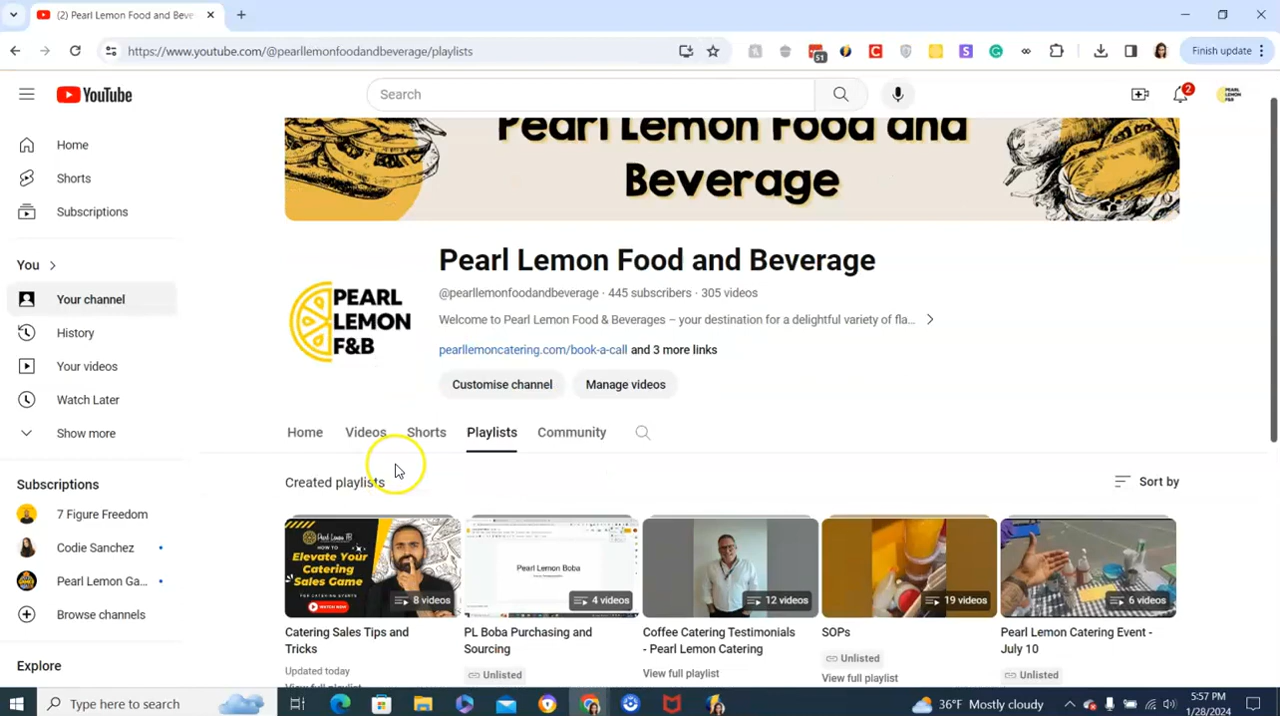 (2) Pearl Lemon Food and Beve
https://www.youtube.com/@pearllemonfoodandbeverage/playlists
51
Finish update
YouTube
Search
2
Pearl Lemon Food and
Beverage
Home
Shorts
Subscriptions
You
Your channel
History
Your videos
Watch Later
Show more
Subscriptions
7 Figure Freedom
Codie Sanchez
Pearl Lemon Ga...
Browse channels
Explore
PEARL
LEMON
F&B
Pearl Lemon Food and Beverage
@pearllemonfoodandbeverage · 445 subscribers · 305 videos
Welcome to Pearl Lemon Food & Beverages – your destination for a delightful variety of fla...
pearllemoncatering.com/book-a-call and 3 more links
Customise channel
Manage videos
Home
Videos
Shorts
Playlists
Community
Created playlists
Sort by
HOW TO
Elevate Your
Catering
Sales Game
8 videos
Catering Sales Tips and
Tricks
Updated today
View full playlist
Pearl Lemon Boba
4 videos
PL Boba Purchasing and
Sourcing
Unlisted
12 videos
Coffee Catering Testimonials
- Pearl Lemon Catering
View full playlist
19 videos
SOPs
Unlisted
View full playlist
6 videos
Pearl Lemon Catering Event -
July 10
Unlisted
Type here to search
36°F Mostly cloudy
5:57 PM
1/28/2024